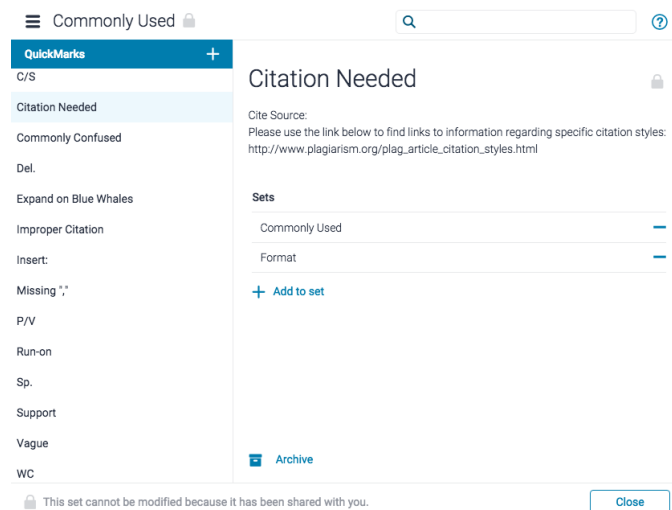 Commonly Used
QuickMarks
C/S
Citation Needed
Commonly Confused
Del.
Expand on Blue Whales
Improper Citation
Insert:
Missing ","
P/V
Run-on
Sp.
Support
Vague
WC
Citation Needed
Cite Source:
Please use the link below to find links to information regarding specific citation styles:
http://www.plagiarism.org/plag_article_citation_styles.html
Sets
Commonly Used
Format
+ Add to set
Archive
This set cannot be modified because it has been shared with you.
Close